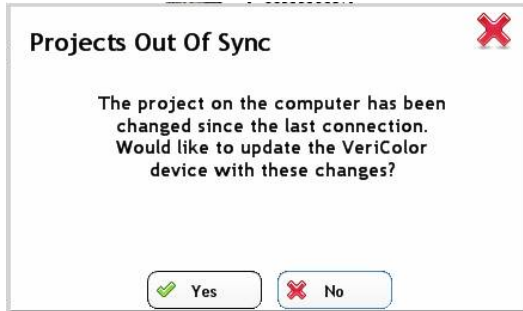 Projects Out Of Sync
The project on the computer has been
changed since the last connection.
Would like to update the VeriColor
device with these changes?
Yes
No